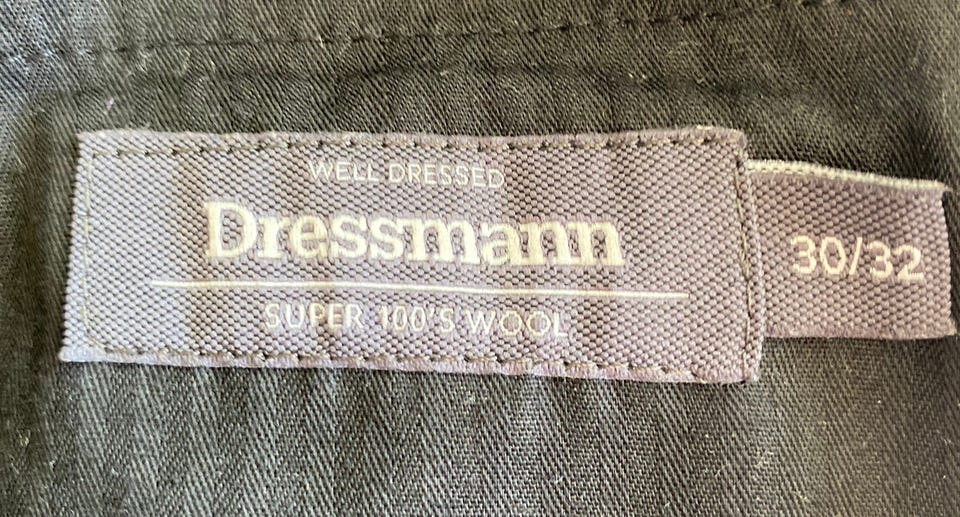 WELL DRESSED
Dressmann
SUPER 100'S WOOL
30/32